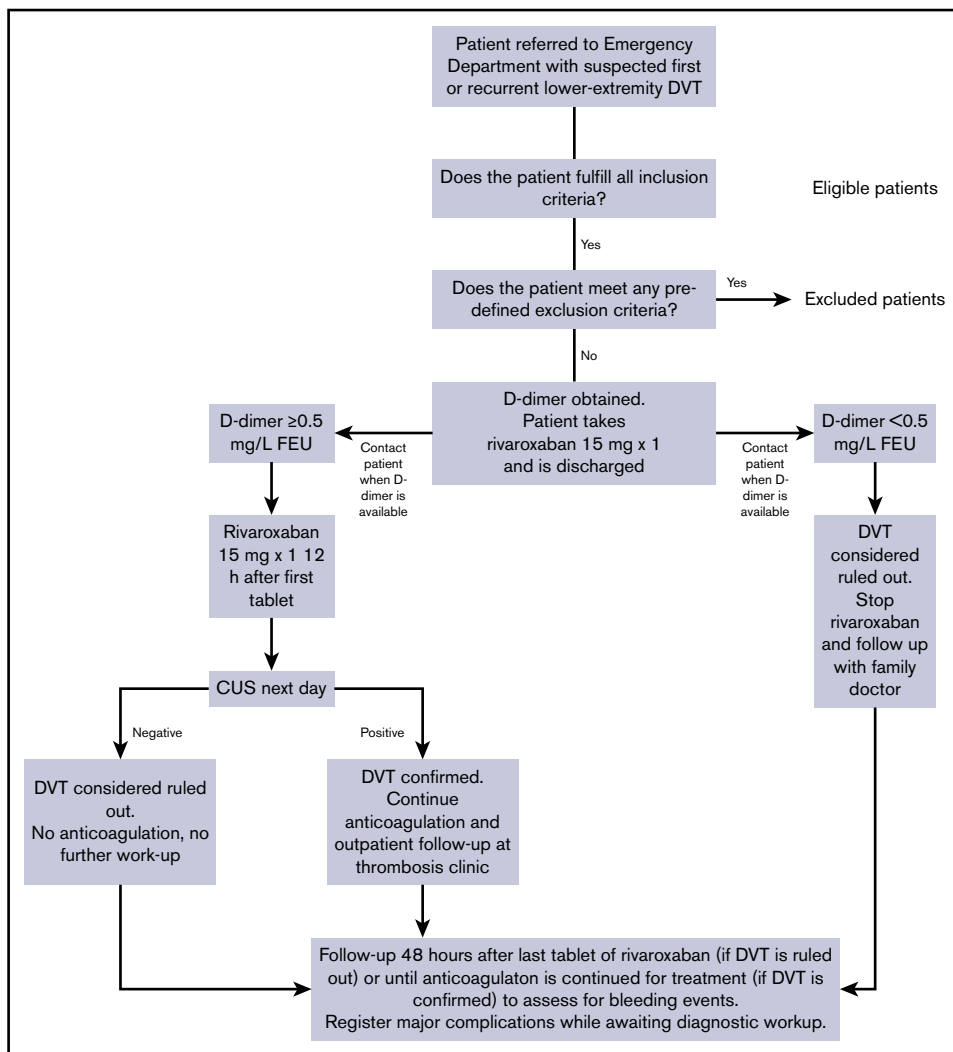 Patient referred to Emergency
Department with suspected first
or recurrent lower-extremity DVT
Does the patient fulfill all inclusion
criteria?
Eligible patients
Yes
Does the patient meet any pre-
defined exclusion criteria?
Yes
Excluded patients
No
D-dimer obtained.
Patient takes
rivaroxaban 15 mg x 1
and is discharged
D-dimer ≥0.5
mg/L FEU
Contact
patient
when D-
dimer is
available
D-dimer <0.5
mg/L FEU
Contact
patient
when D-
dimer is
available
Rivaroxaban
15 mg x 1 12
h after first
tablet
DVT
considered
ruled out.
Stop
rivaroxaban
and follow up
with family
doctor
CUS next day
Negative
Positive
DVT considered ruled
out.
No anticoagulation, no
further work-up
DVT confirmed.
Continue
anticoagulation and
outpatient follow-up at
thrombosis clinic
Follow-up 48 hours after last tablet of rivaroxaban (if DVT is ruled
out) or until anticoagulaton is continued for treatment (if DVT is
confirmed) to assess for bleeding events.
Register major complications while awaiting diagnostic workup.